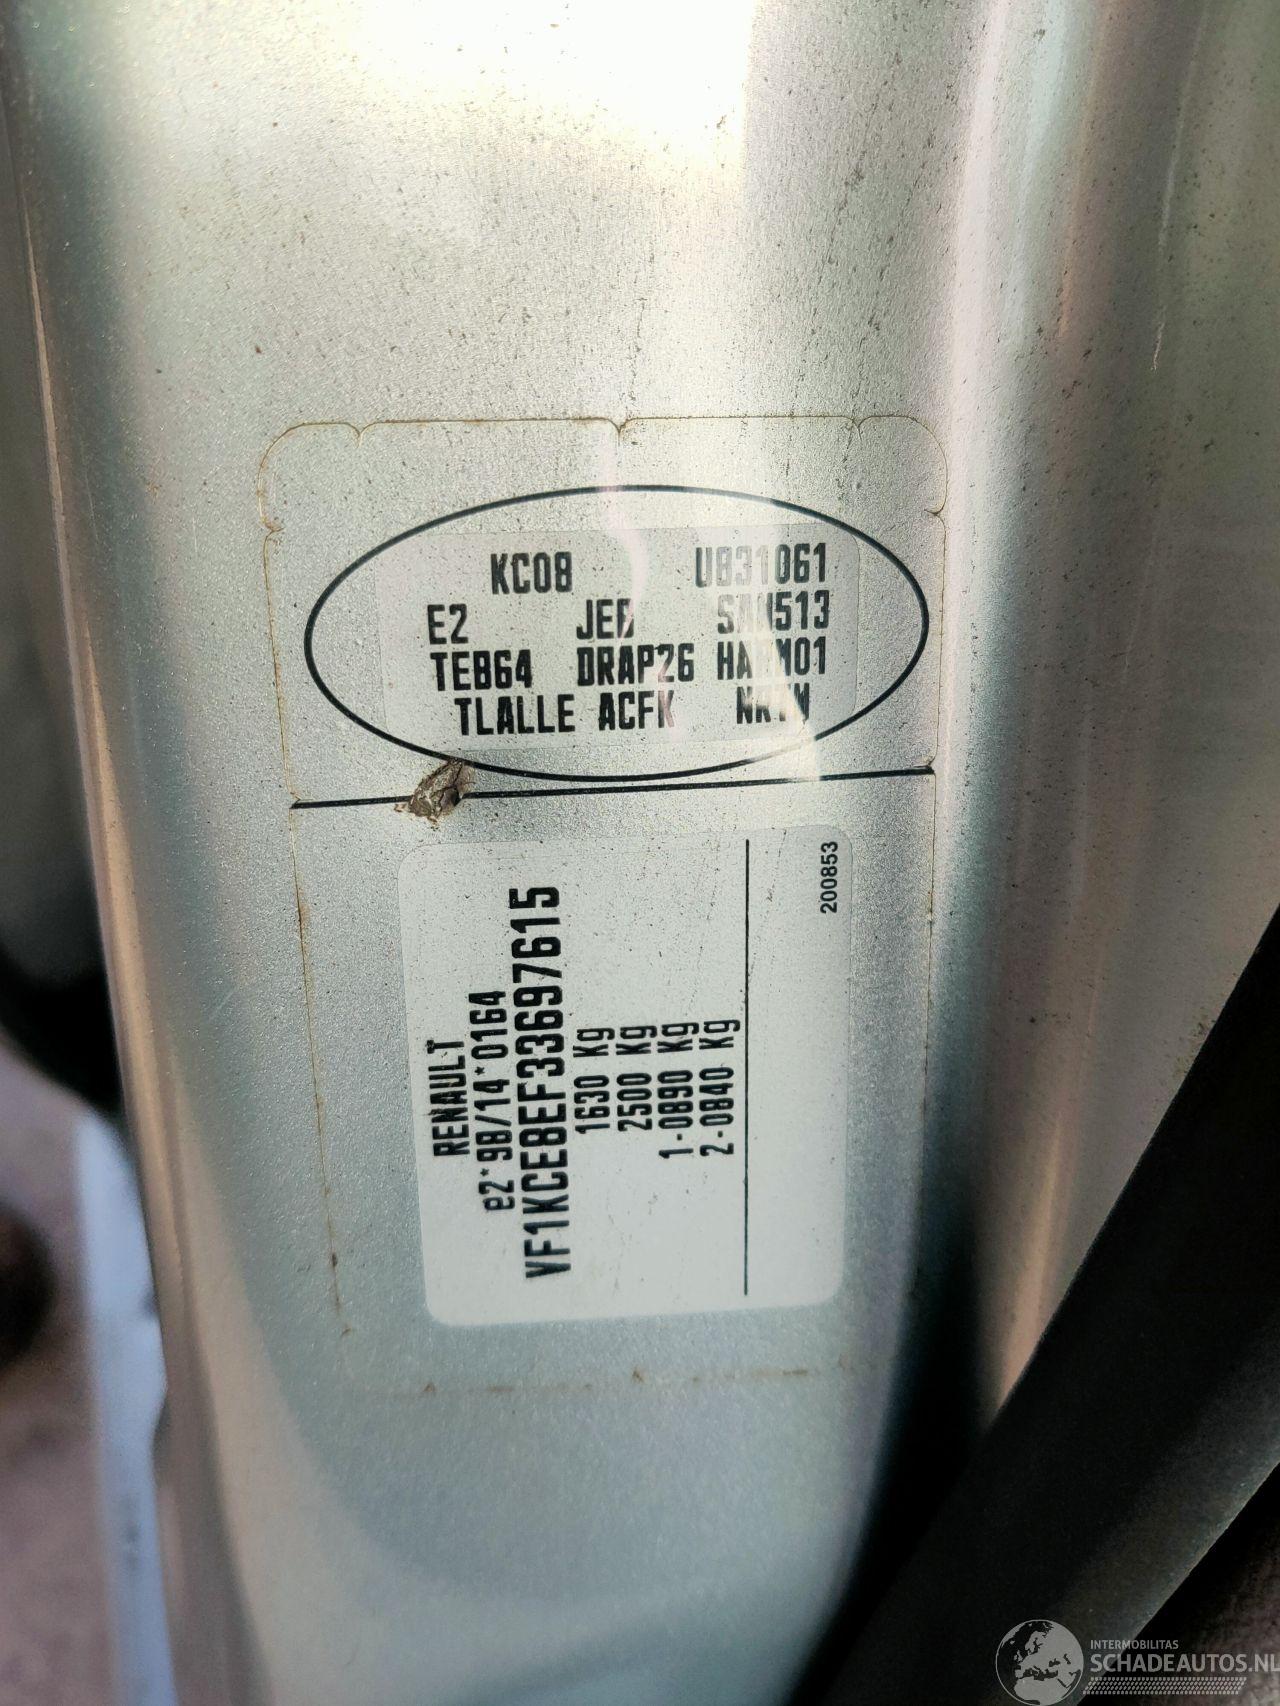 KC08 U831061
E2 JEB
TEB64 DRAP26
TLALLE ACFK
RENAULT
e2*98/14*0164
VF1KCE8EF33697615
1630 Kg
2500 Kg
1-0890 Kg
2-0840 Kg
200853
INTERMOBILITAS
SCHADEAUTOS.NL